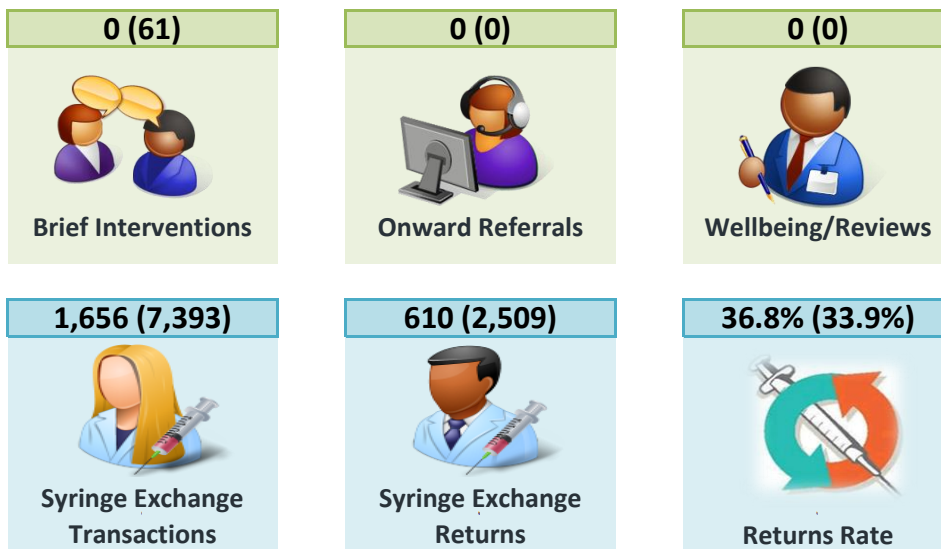 0 (61)
0 (0)
0 (0)
Brief Interventions
Onward Referrals
Wellbeing/Reviews
1,656 (7,393)
610 (2,509)
36.8% (33.9%)
Syringe Exchange
Transactions
Syringe Exchange
Returns
Returns Rate